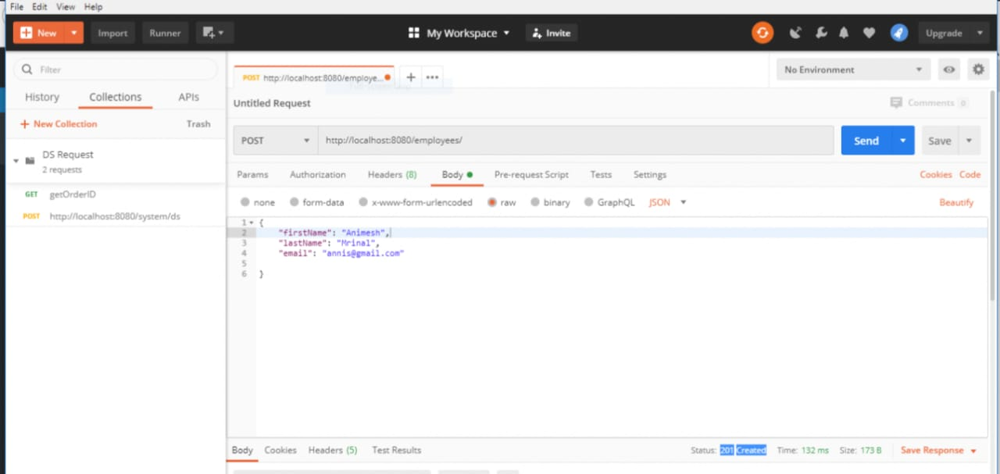 File Edit View Help
New Import Runner My Workspace Invite Upgrade
Filter
History Collections APIs
+ New Collection Trash
DS Request
2 requests
GET getOrderID
POST http://localhost:8080/system/ds
POST http://localhost:8080/employe... + ... No Environment
Untitled Request Comments 0
POST http://localhost:8080/employees/ Send Save
Params Authorization Headers (8) Body Pre-request Script Tests Settings Cookies Code
none form-data x-www-form-urlencoded raw binary GraphQL JSON Beautify
1 {
2 "firstName": "Animesh",
3 "lastName": "Mrinal",
4 "email": "annis@gmail.com"
5
6 }
Body Cookies Headers (5) Test Results Status: 201 Created Time: 132 ms Size: 173 B Save Response